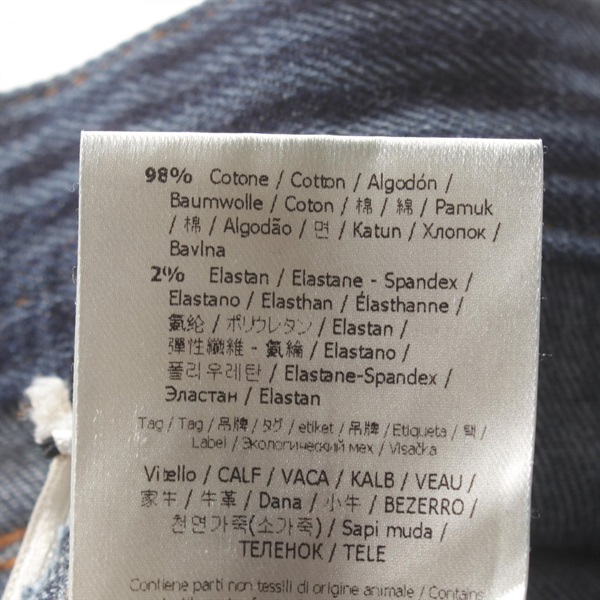 98% Cotone / Cotton / Algodón /
Baumwolle / Coton / 棉 / 綿 / Pamuk
/ 棉 / Algodão / 면 / Katun / Хлопок /
Bavlna
2% Elastan / Elastane - Spandex /
Elastano / Elasthan / Élasthanne /
氨纶 / ポリウレタン / Elastan /
彈性纖維 - 氨綸 / Elastano /
폴리우레탄 / Elastane-Spandex /
Эластан / Elastan
Tag / Tag / 吊牌 / タグ / etiket / 吊牌 / Etiqueta / 택 /
Label / Экологический мех / Visačka
Vitello / CALF / VACA / KALB / VEAU /
家牛 / 牛革 / Dana / 小牛 / BEZERRO /
천연가죽(소가죽) / Sapi muda /
ТЕЛЕНОК / TELE
Contiene parti non tessili di origine animale / Contains